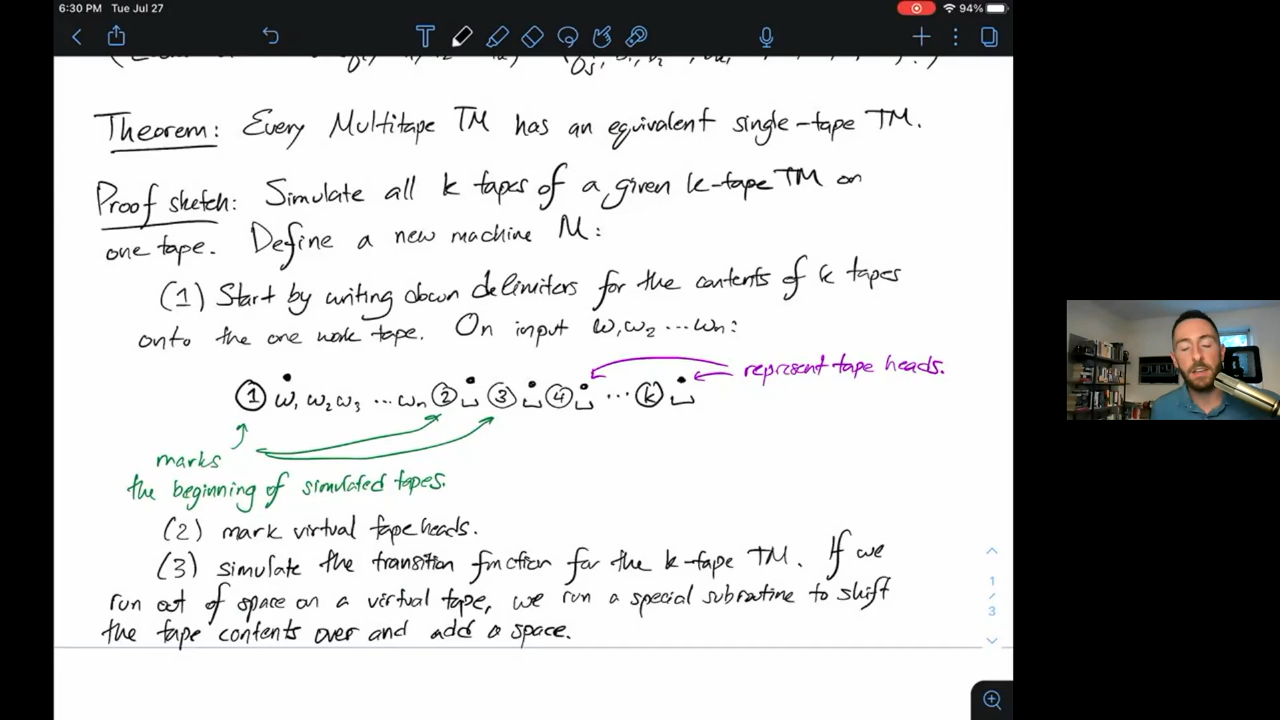 6:30 PM Tue Jul 27
94%
Theorem: Every Multitape TM has an equivalent single-tape TM.
Proof sketch: Simulate all k tapes of a given k-tape TM on
one tape. Define a new machine M:
(1) Start by writing down delimiters for the contents of k tapes
onto the one work tape. On input w₁w₂ ... wn:
represent tape heads.
① ẇ₁ w₂ w₃ ... wn ② ⊔̇ ③ ⊔̇ ④ ⊔̇ ... ⓚ ⊔̇
marks
the beginning of simulated tapes.
(2) mark virtual tape heads.
(3) simulate the transition function for the k-tape TM. If we
run out of space on a virtual tape, we run a special subroutine to shift
the tape contents over and add a space.
1
/
3